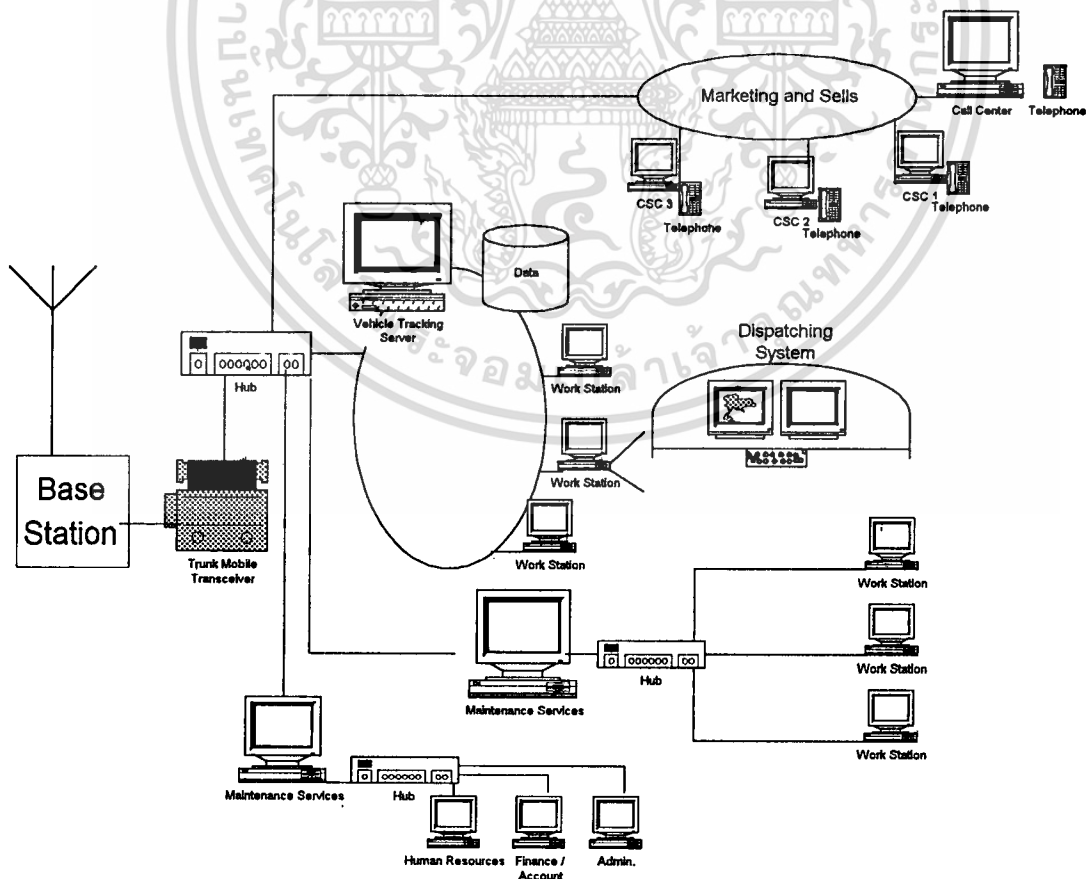 Marketing and Sells
Call Center
Telephone
CSC 3
Telephone
CSC 2
Telephone
CSC 1
Telephone
Data
Vehicle Tracking
Server
Hub
Work Station
Dispatching
System
Work Station
Work Station
Base
Station
Trunk Mobile
Transceiver
Work Station
Maintenance Services
Hub
Work Station
Work Station
Maintenance Services
Hub
Human Resources
Finance /
Account
Admin.